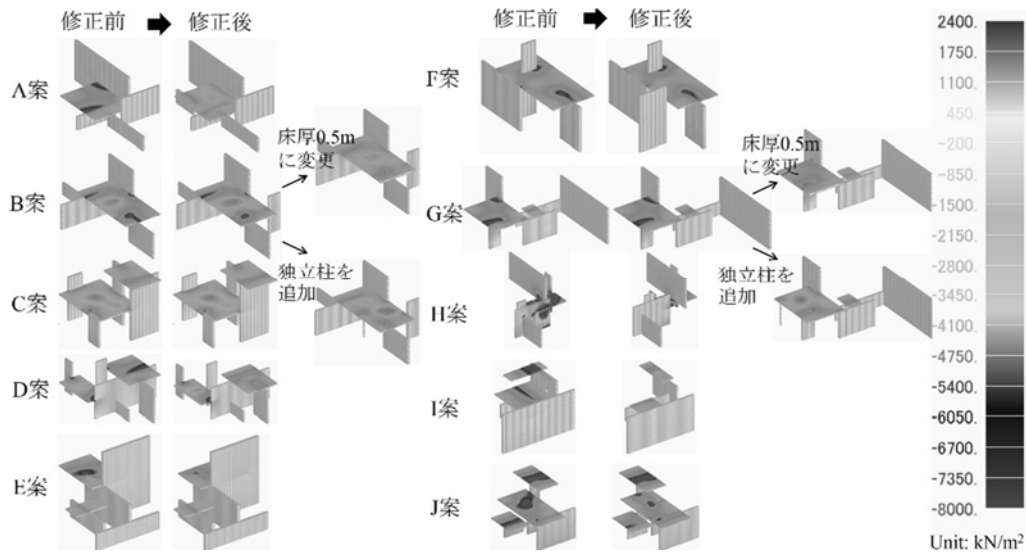 修正前 ➡ 修正後
A案
B案
床厚0.5m
に変更
独立柱を
追加
C案
D案
E案
修正前 ➡ 修正後
F案
G案
床厚0.5m
に変更
独立柱を
追加
H案
I案
J案
2400.
1750.
1100.
450.
-200.
-850.
-1500.
-2150.
-2800.
-3450.
-4100.
-4750.
-5400.
-6050.
-6700.
-7350.
-8000.
Unit: kN/m²